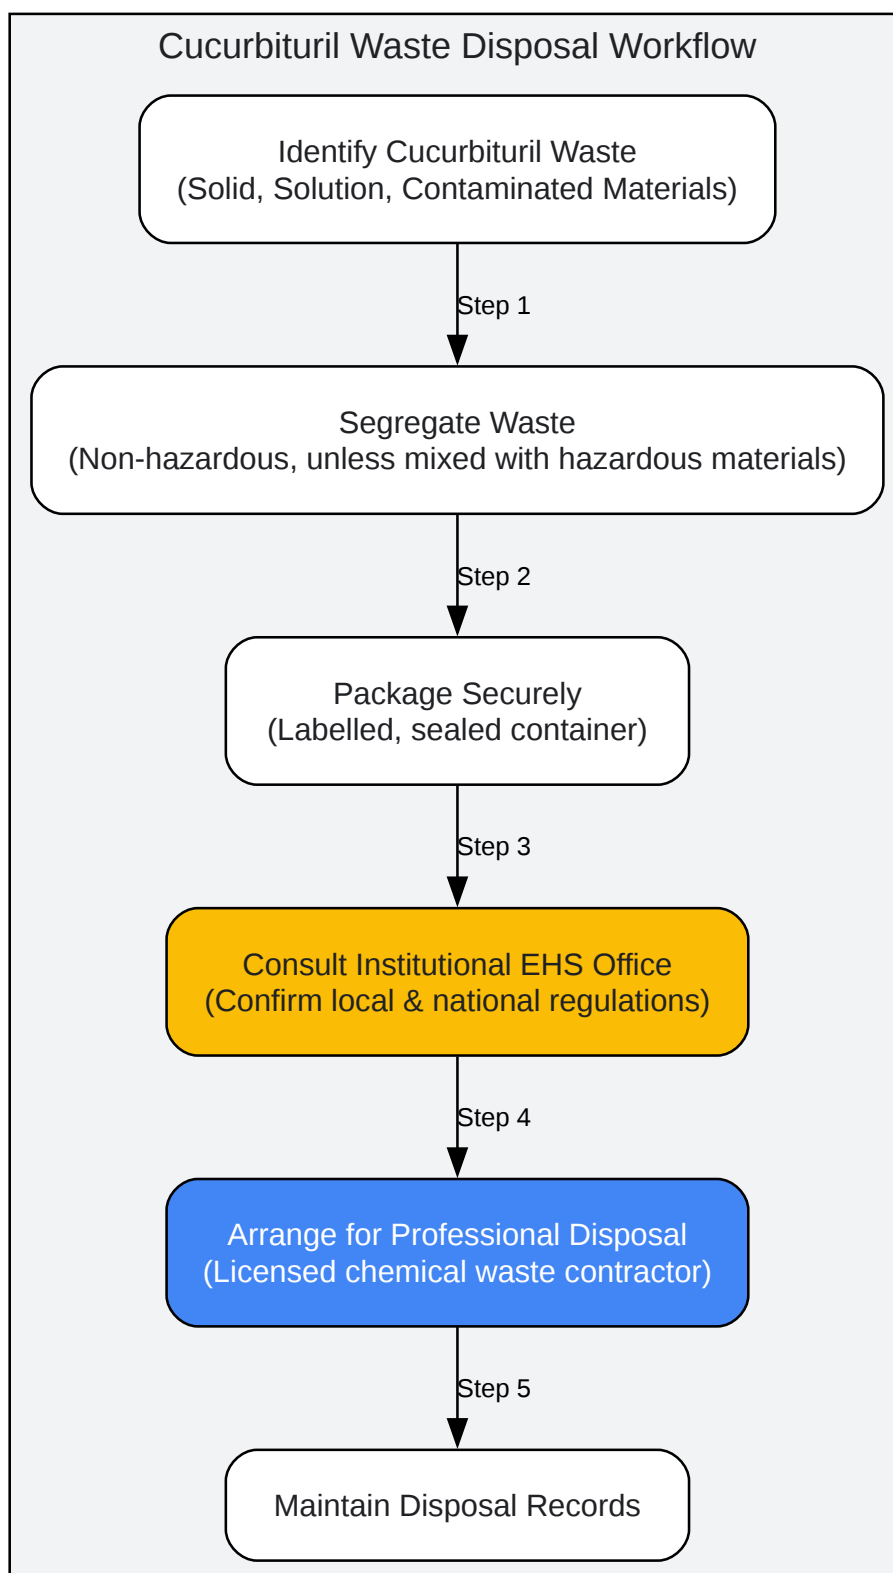 Cucurbituril Waste Disposal Workflow
Identify Cucurbituril Waste
(Solid, Solution, Contaminated Materials)
Step 1
Segregate Waste
(Non-hazardous, unless mixed with hazardous materials)
Step 2
Package Securely
(Labelled, sealed container)
Step 3
Consult Institutional EHS Office
(Confirm local & national regulations)
Step 4
Arrange for Professional Disposal
(Licensed chemical waste contractor)
Step 5
Maintain Disposal Records